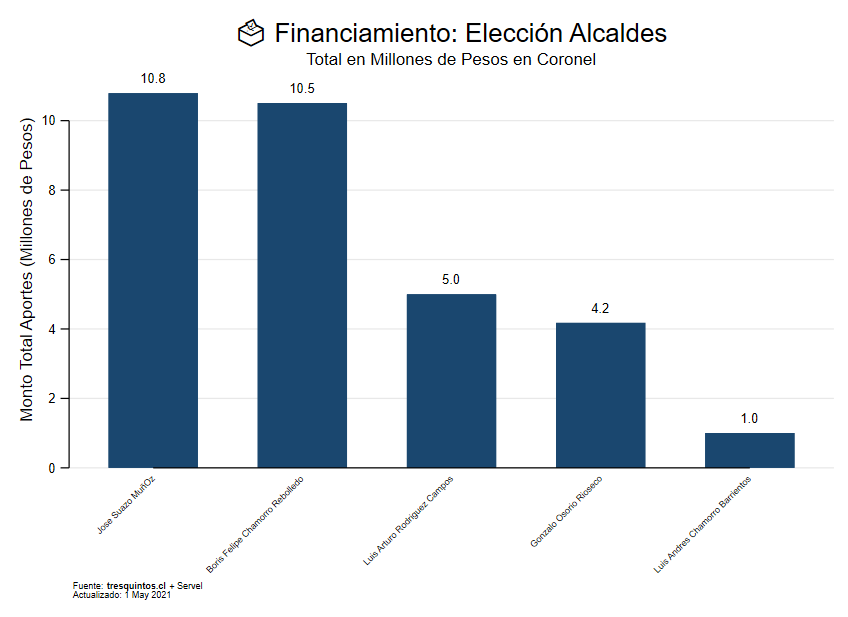 Financiamiento: Elección Alcaldes
Total en Millones de Pesos en Coronel
Monto Total Aportes (Millones de Pesos)
10
8
6
4
2
0
10.8
10.5
5.0
4.2
1.0
Jose Suazo MuñOz
Boris Felipe Chamorro Rebolledo
Luis Arturo Rodriguez Campos
Gonzalo Osorio Rioseco
Luis Andres Chamorro Barrientos
Fuente: tresquintos.cl + Servel
Actualizado: 1 May 2021